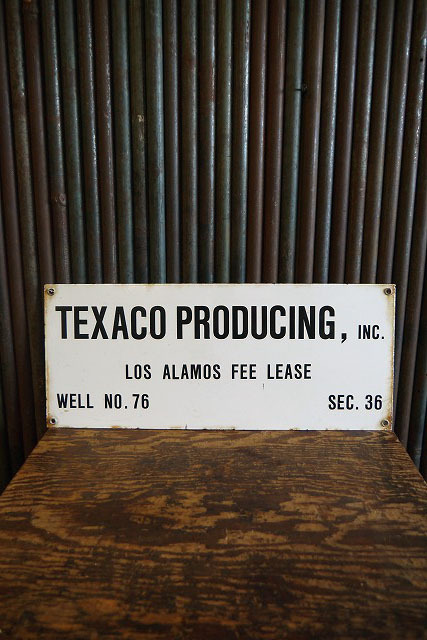 TEXACO PRODUCING, INC.
LOS ALAMOS FEE LEASE
WELL NO. 76 SEC. 36